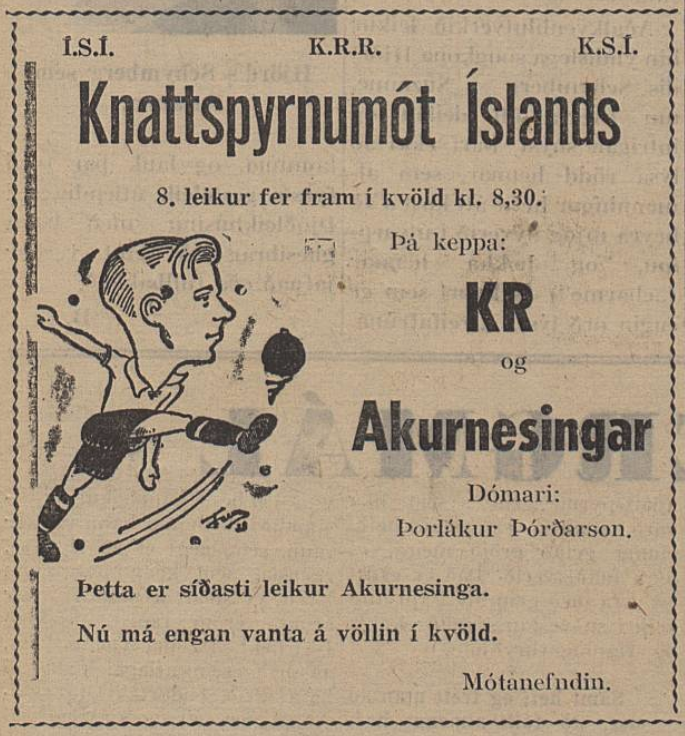 Í.S.Í. K.R.R. K.S.Í.
Knattspyrnumót Íslands
8. leikur fer fram í kvöld kl. 8,30.
Þá keppa:
KR
og
Akurnesingar
Dómari:
Þorlákur Þórðarson.
Þetta er síðasti leikur Akurnesinga.
Nú má engan vanta á völlin í kvöld.
Mótanefndin.